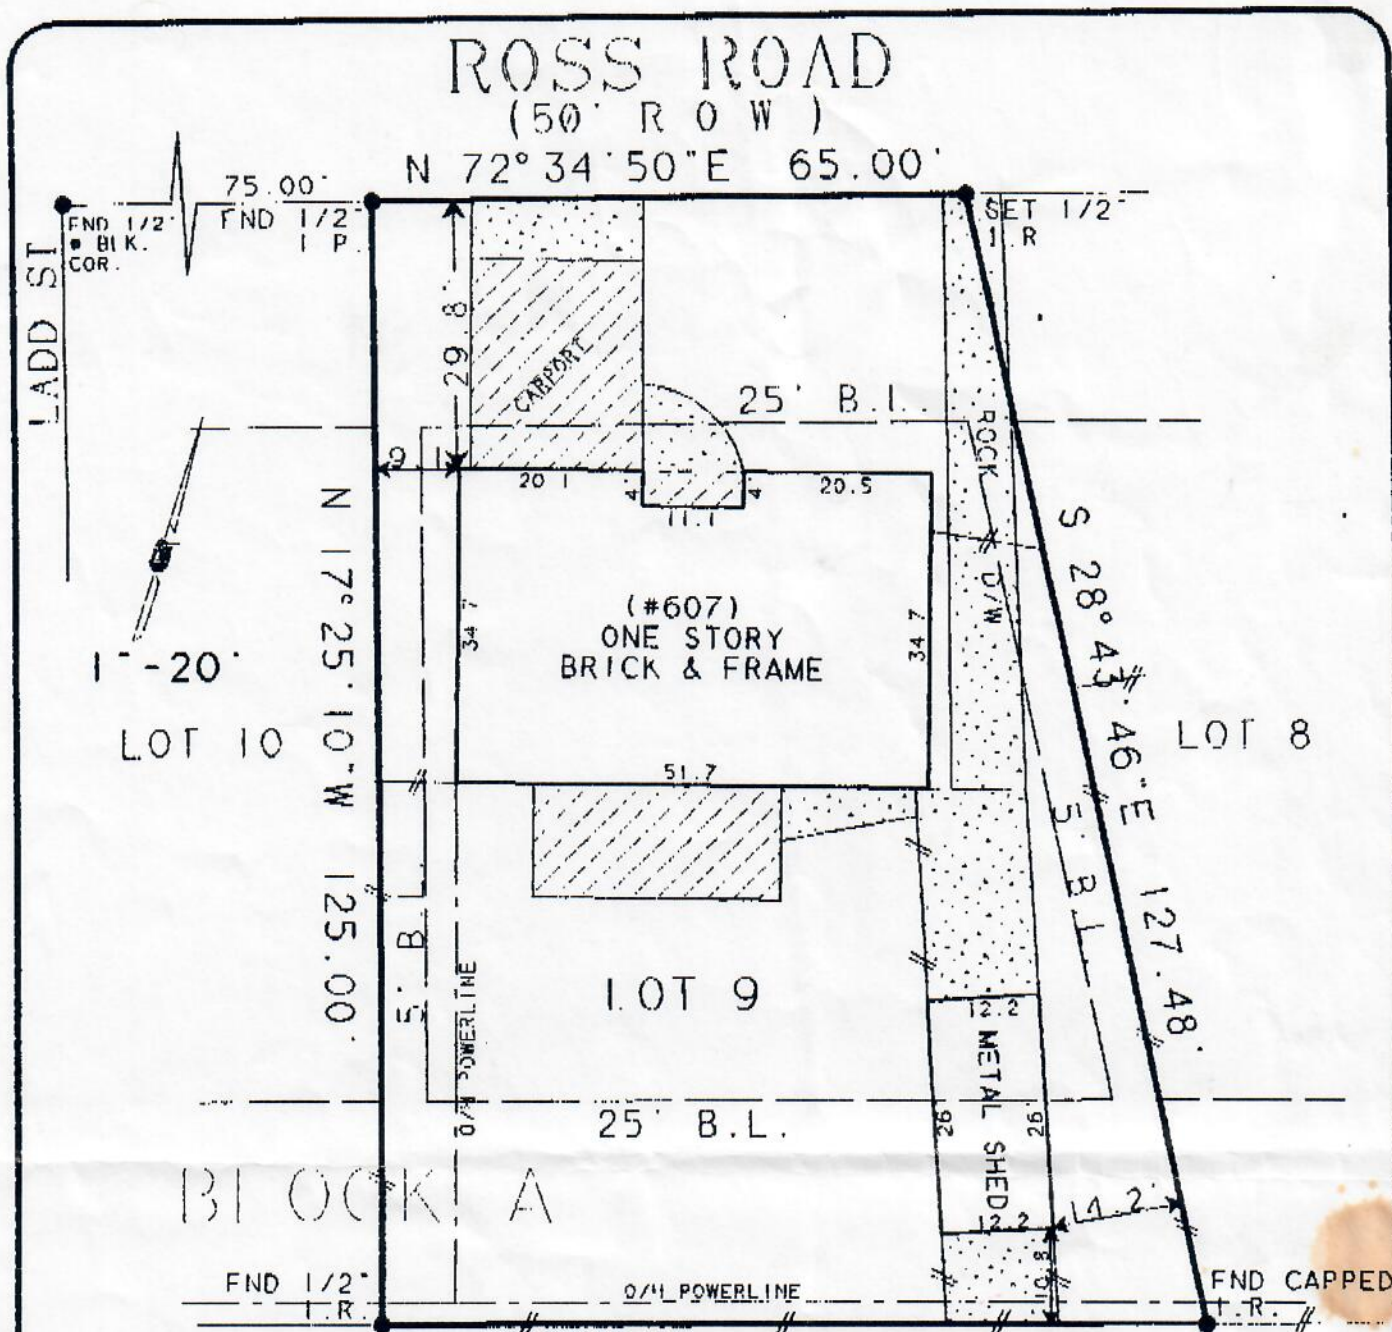 ROSS ROAD
(50' R O W )
N 72° 34' 50"E 65.00'
75.00'
FND 1/2"
I P.
FND 1/2"
@ BLK.
COR.
SET 1/2"
I R
LADD ST
29 8'
CARPORT
25' B.L.
ROCK
D/W
9 1
20 1
4
11.1
4
20.5
N 17° 25' 10"W 125.00'
S 28° 43' 46"E 127.48'
34 7
(#607)
ONE STORY
BRICK & FRAME
34 7
1"-20'
LOT 10
LOT 8
51.7
5' B
5 B L.
LOT 9
O/H POWERLINE
12.2
METAL SHED
26
26
25' B.L.
BLOCK A
12.2
14.2'
FND 1/2"
I.R.
O/H POWERLINE
FND CAPPED
I.R.